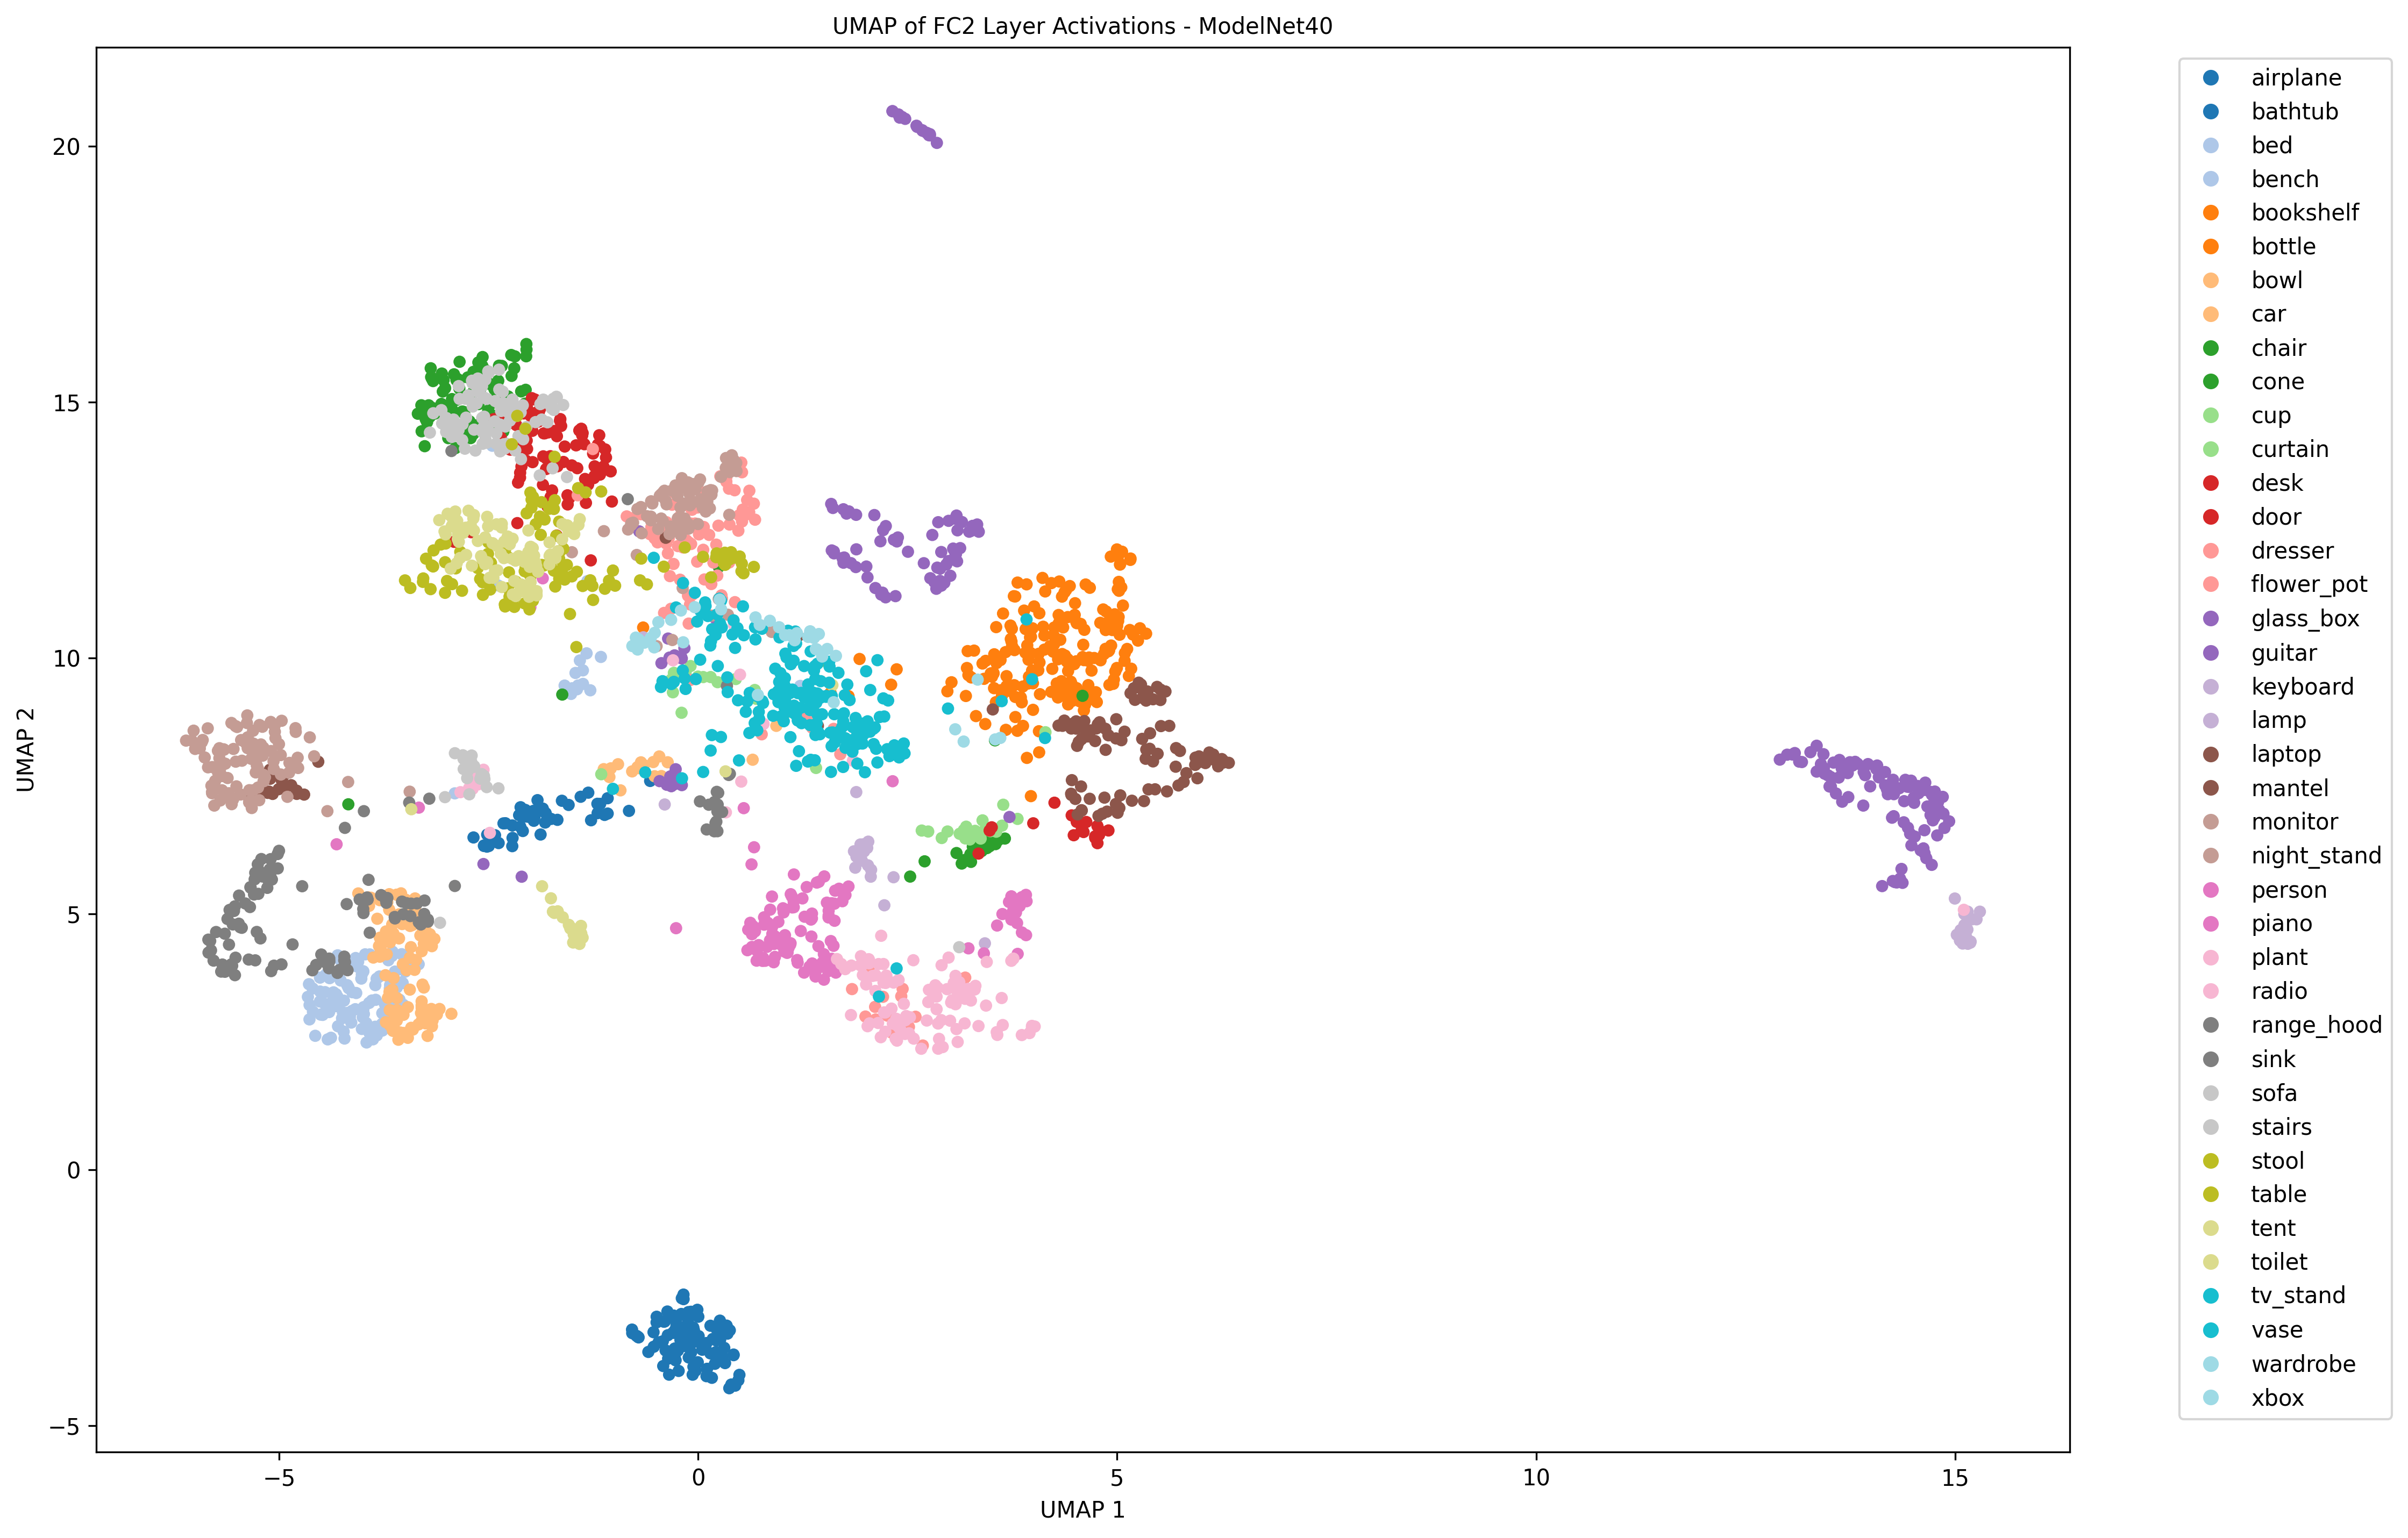 UMAP of FC2 Layer Activations - ModelNet40
20
15
10
5
0
−5
UMAP 2
−5
0
5
10
15
UMAP 1
airplane
bathtub
bed
bench
bookshelf
bottle
bowl
car
chair
cone
cup
curtain
desk
door
dresser
flower_pot
glass_box
guitar
keyboard
lamp
laptop
mantel
monitor
night_stand
person
piano
plant
radio
range_hood
sink
sofa
stairs
stool
table
tent
toilet
tv_stand
vase
wardrobe
xbox